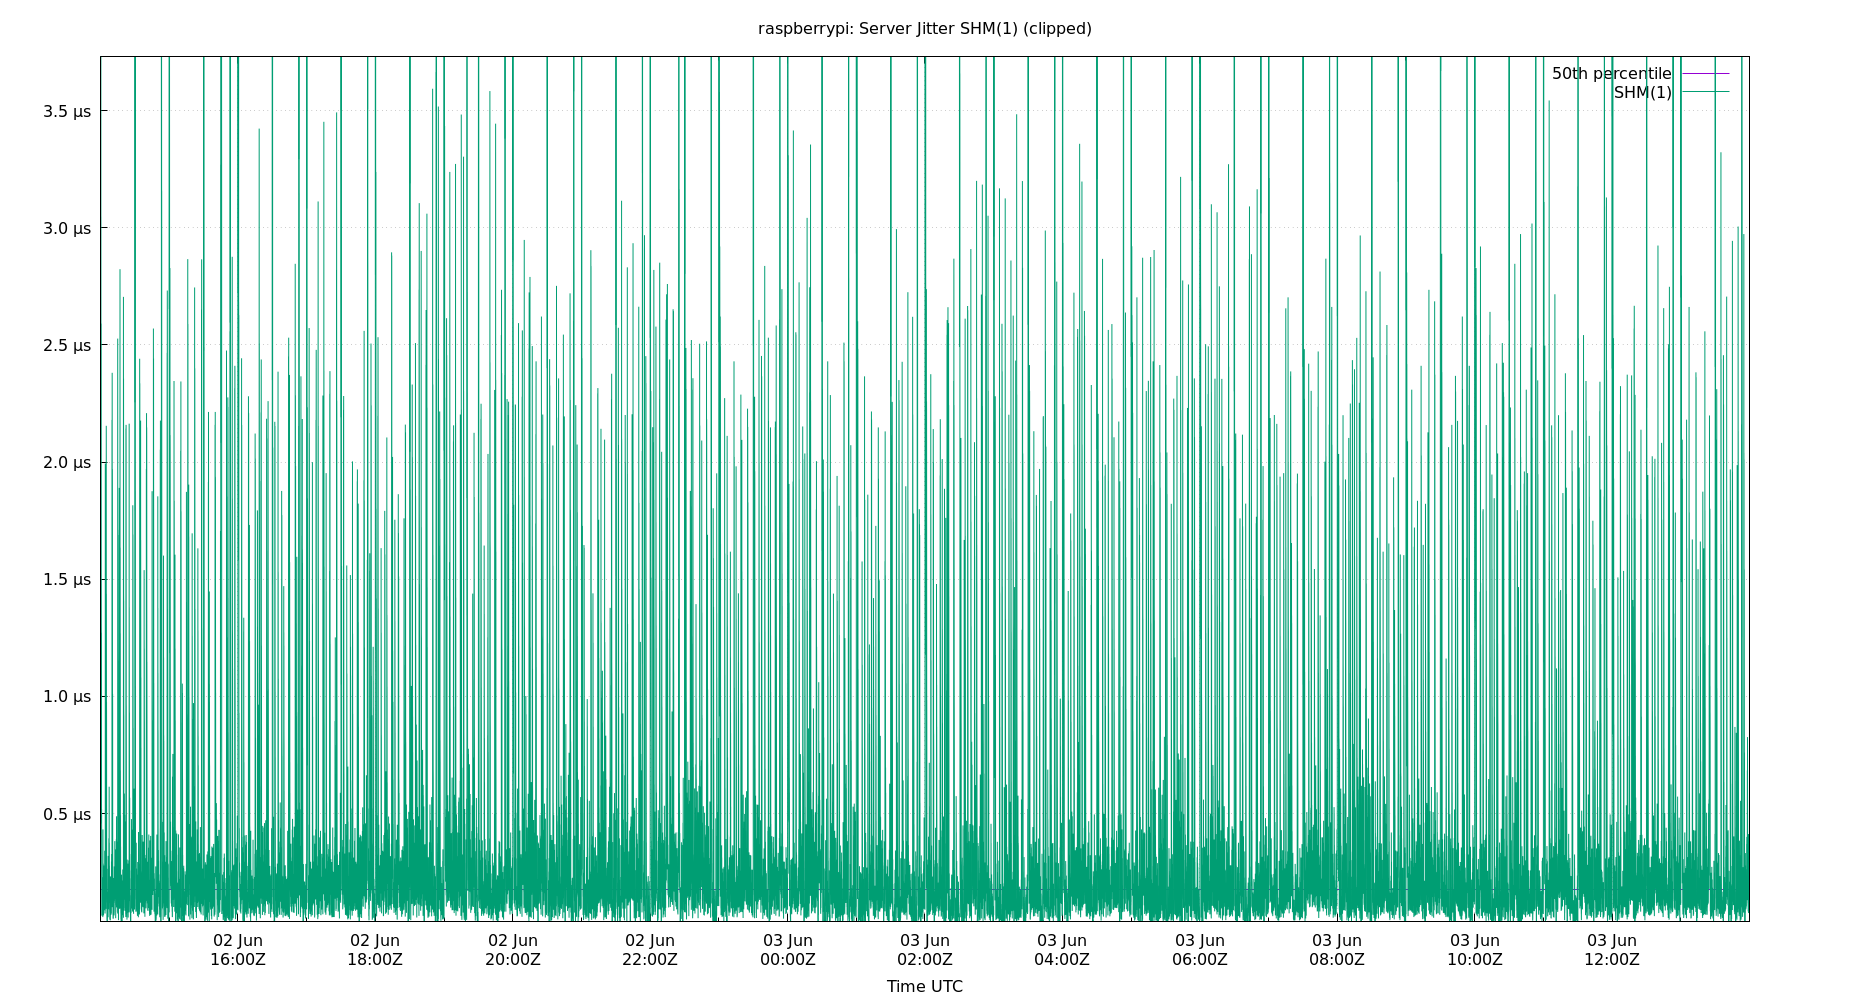 raspberrypi: Server Jitter SHM(1) (clipped)
50th percentile
SHM(1)
3.5 µs
3.0 µs
2.5 µs
2.0 µs
1.5 µs
1.0 µs
0.5 µs
02 Jun 02 Jun 02 Jun 02 Jun 03 Jun 03 Jun 03 Jun 03 Jun 03 Jun 03 Jun 03 Jun
16:00Z 18:00Z 20:00Z 22:00Z 00:00Z 02:00Z 04:00Z 06:00Z 08:00Z 10:00Z 12:00Z
Time UTC